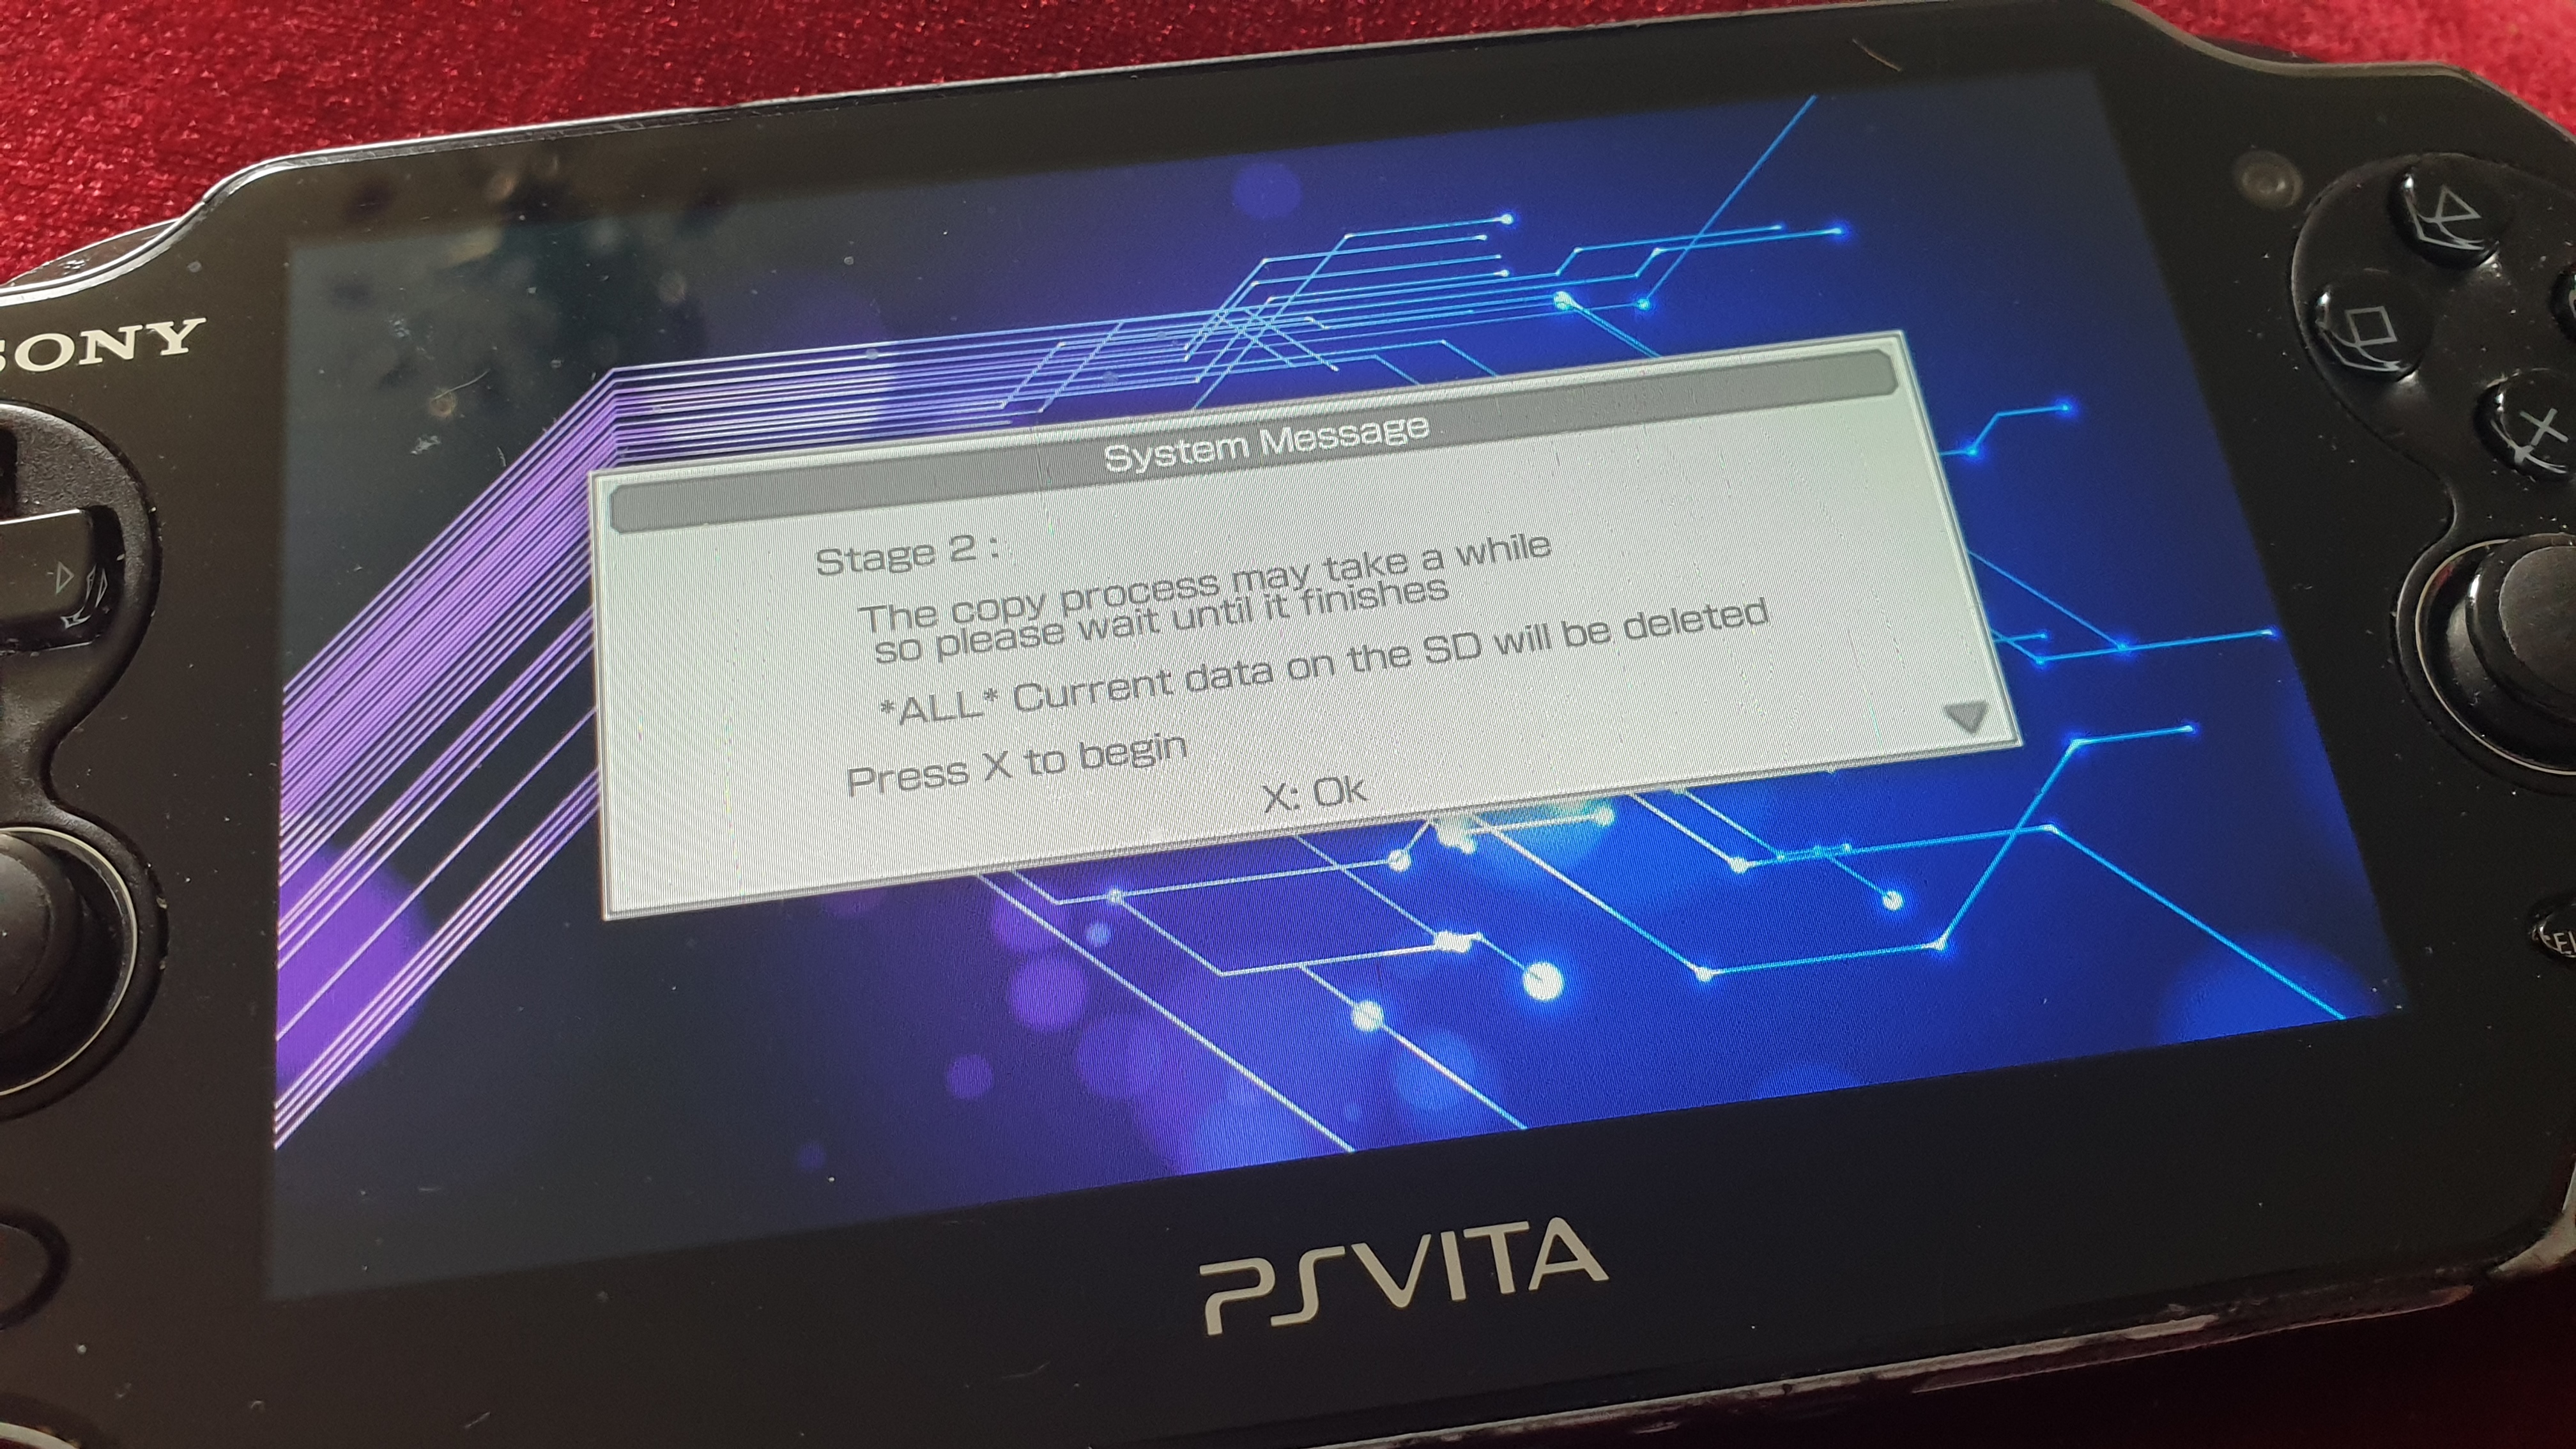 SONY
System Message
Stage 2 :
The copy process may take a while
so please wait until it finishes
*ALL* Current data on the SD will be deleted
Press X to begin
X: Ok
PSVITA